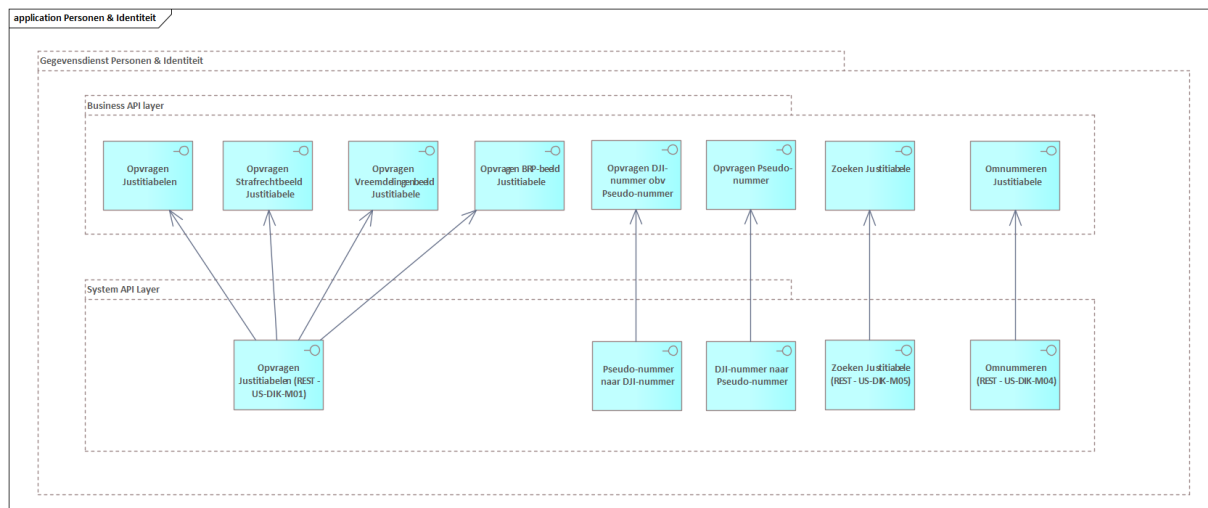 application Personen & Identiteit
Gegevensdienst Personen & Identiteit
Business API layer
Opvragen
Justitiabelen
Opvragen
Strafrechtbeeld
Justitiabele
Opvragen
Vreemdelingenbeeld
Justitiabele
Opvragen BRP-beeld
Justitiabele
Opvragen DJI-
nummer obv
Pseudo-nummer
Opvragen Pseudo-
nummer
Zoeken Justitiabele
Omnummeren
Justitiabele
System API Layer
Opvragen
Justitiabelen (REST -
US-DIK-M01)
Pseudo-nummer
naar DJI-nummer
DJI-nummer naar
Pseudo-nummer
Zoeken Justitiabele
(REST - US-DIK-M05)
Omnummeren
(REST - US-DIK-M04)